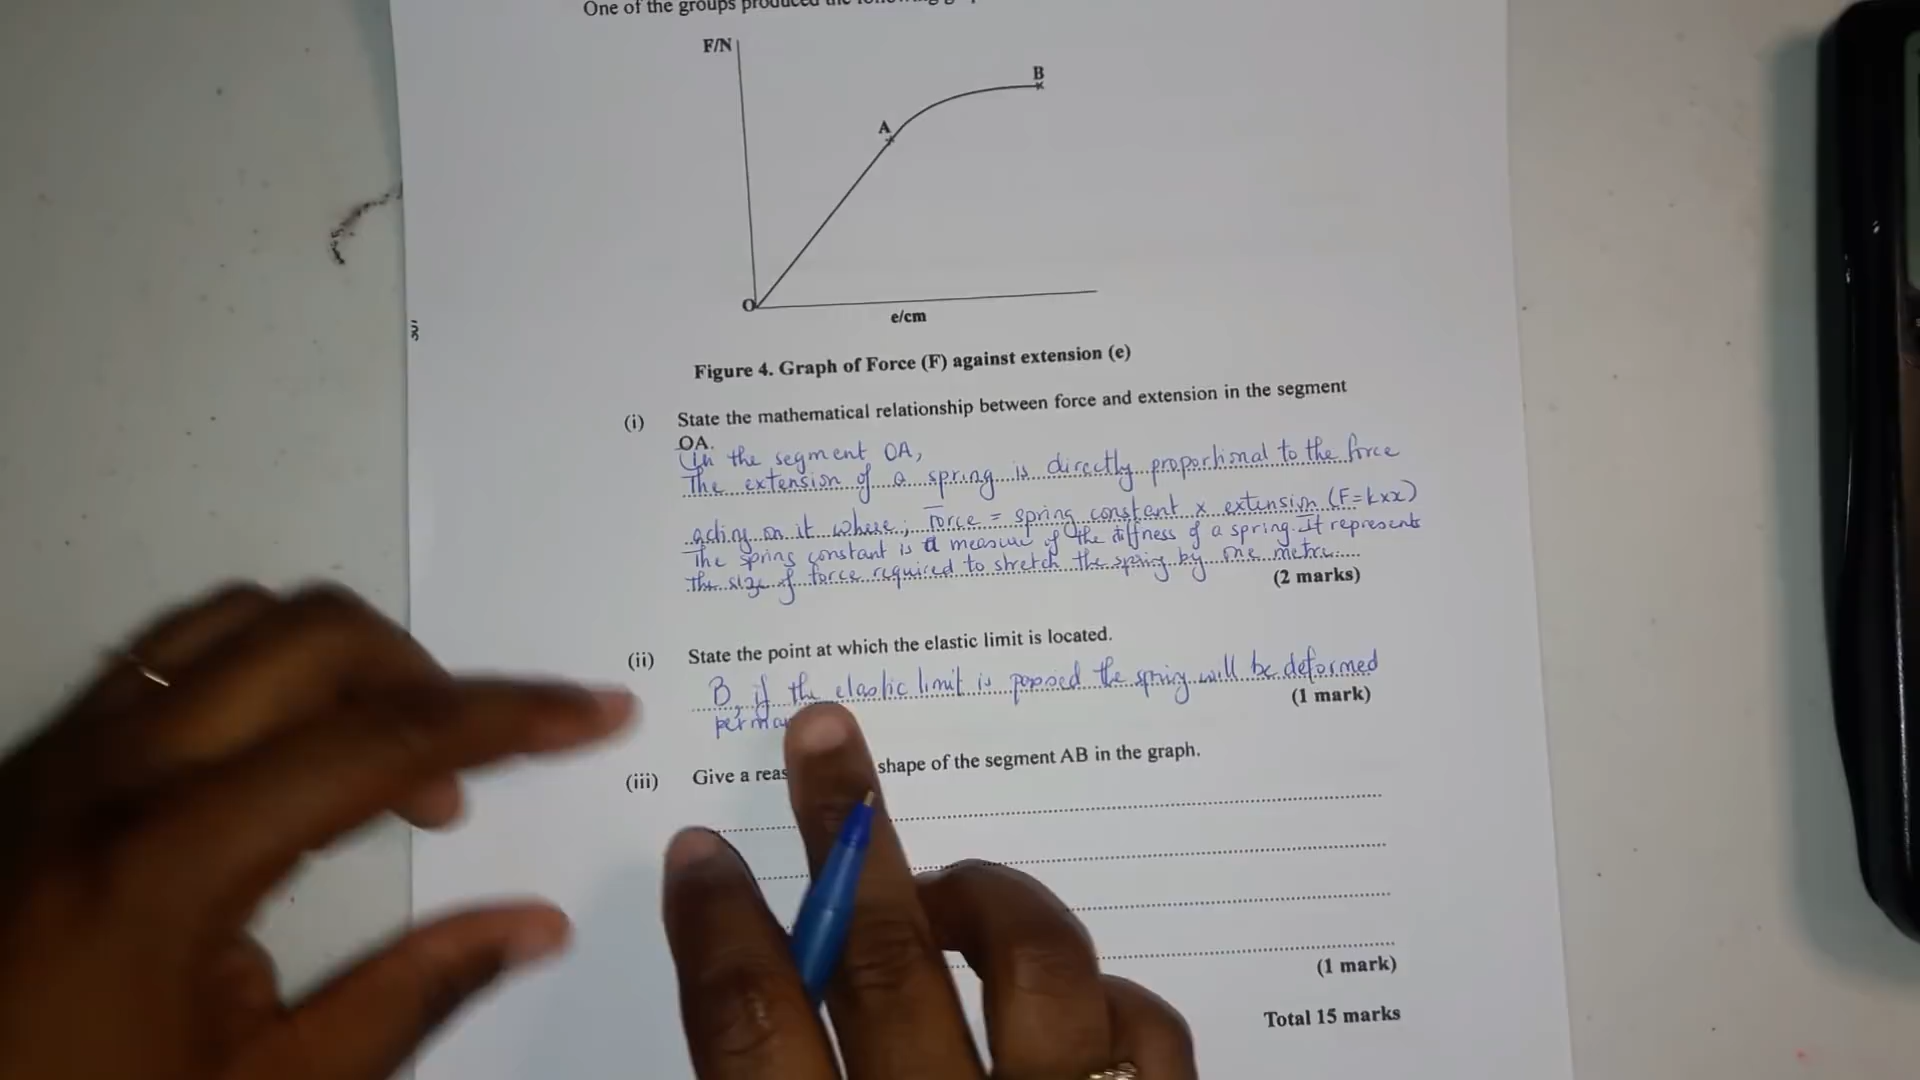 One of the groups produced the following
F/N
B
A
O
e/cm
Figure 4. Graph of Force (F) against extension (e)
(i) State the mathematical relationship between force and extension in the segment
OA.
In the segment OA,
The extension of a spring is directly proportional to the force
acting on it where; Force = spring constant x extension (F=kxx)
The spring constant is a measure of the stiffness of a spring. It represents
the size of force required to stretch the spring by one metre.
(2 marks)
(ii) State the point at which the elastic limit is located.
B, if the elastic limit is passed the spring will be deformed
(1 mark)
perma
(iii) Give a reas shape of the segment AB in the graph.
(1 mark)
Total 15 marks